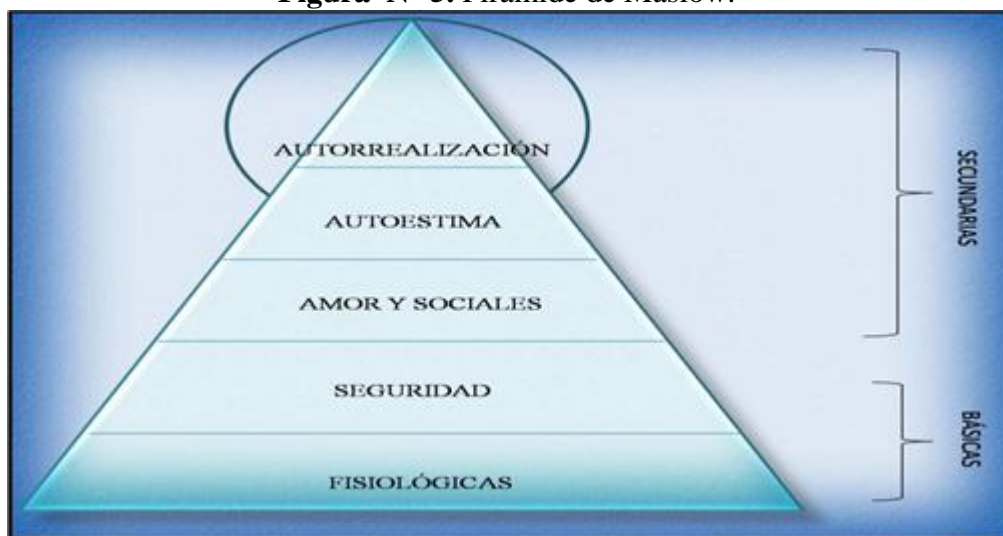 AUTORREALIZACIÓN
AUTOESTIMA
AMOR Y SOCIALES
SEGURIDAD
FISIOLÓGICAS
SECUNDARIAS
BÁSICAS